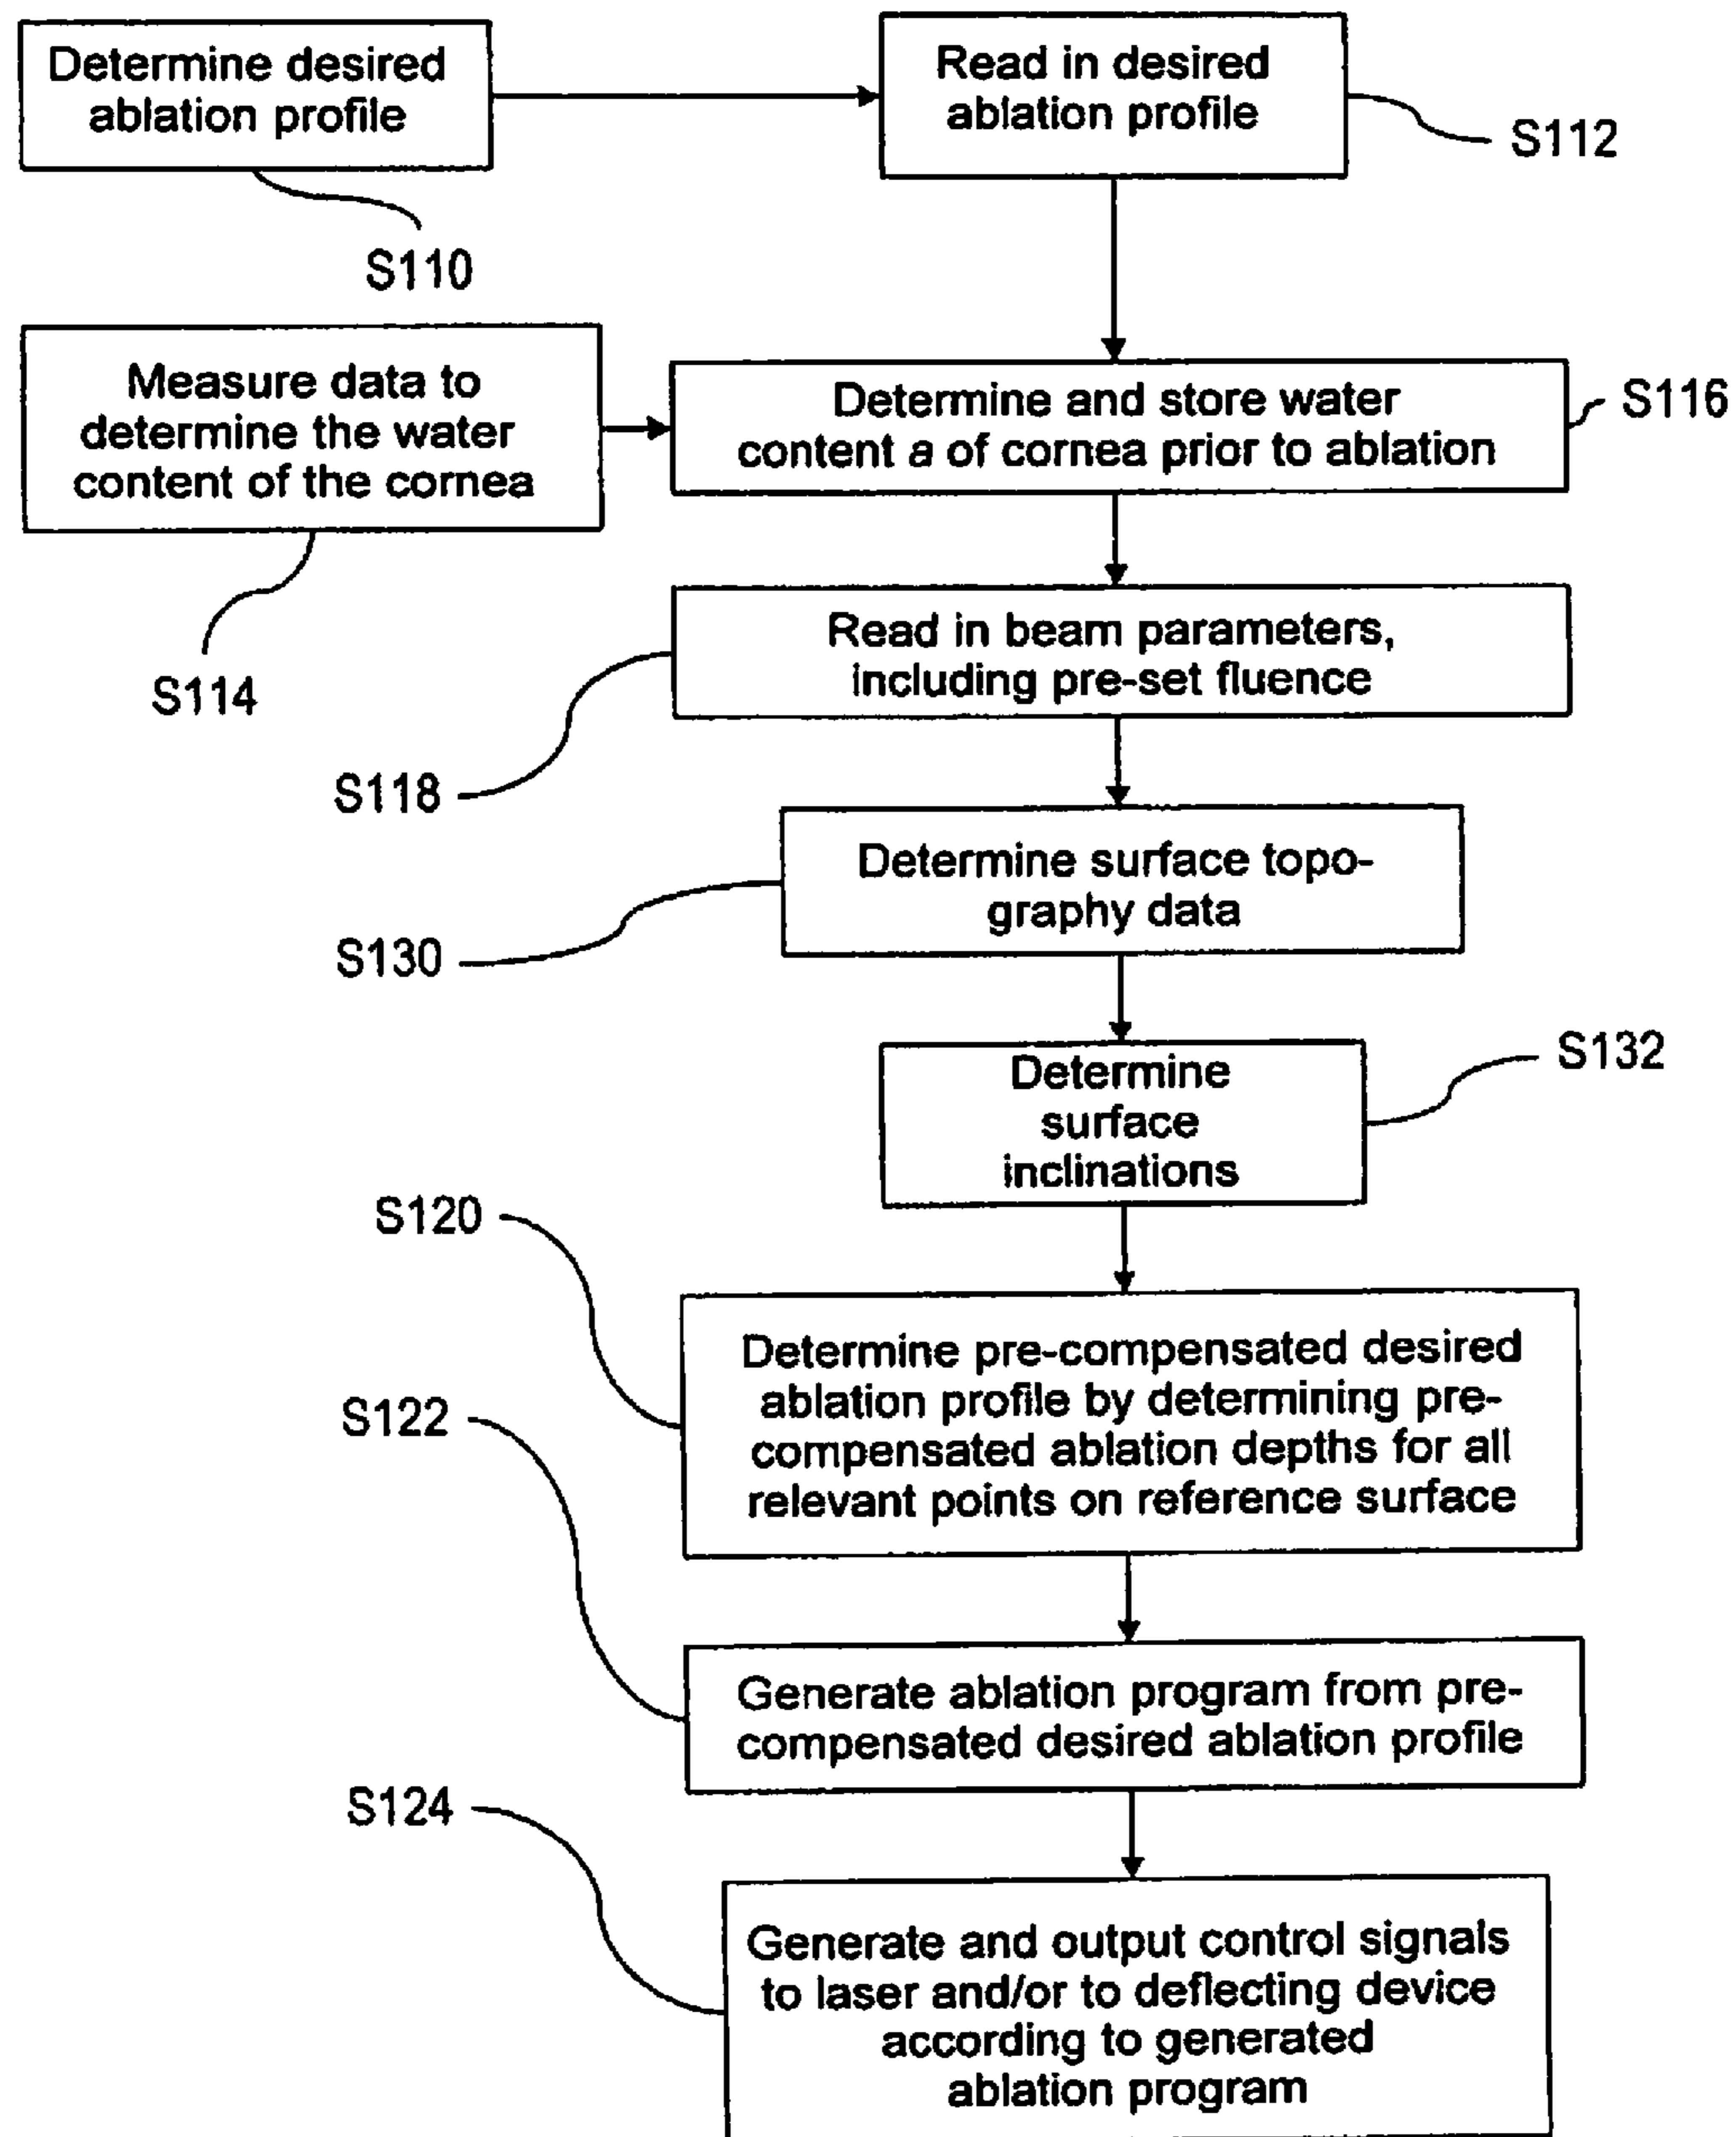 Determine desired
ablation profile
Read in desired
ablation profile
S112
S110
Measure data to
determine the water
content of the cornea
S114
Determine and store water
content a of cornea prior to ablation
S116
Read in beam parameters,
including pre-set fluence
S118
Determine surface topo-
graphy data
S130
Determine
surface
inclinations
S132
S120
Determine pre-compensated desired
ablation profile by determining pre-
compensated ablation depths for all
relevant points on reference surface
S122
Generate ablation program from pre-
compensated desired ablation profile
S124
Generate and output control signals
to laser and/or to deflecting device
according to generated
ablation program